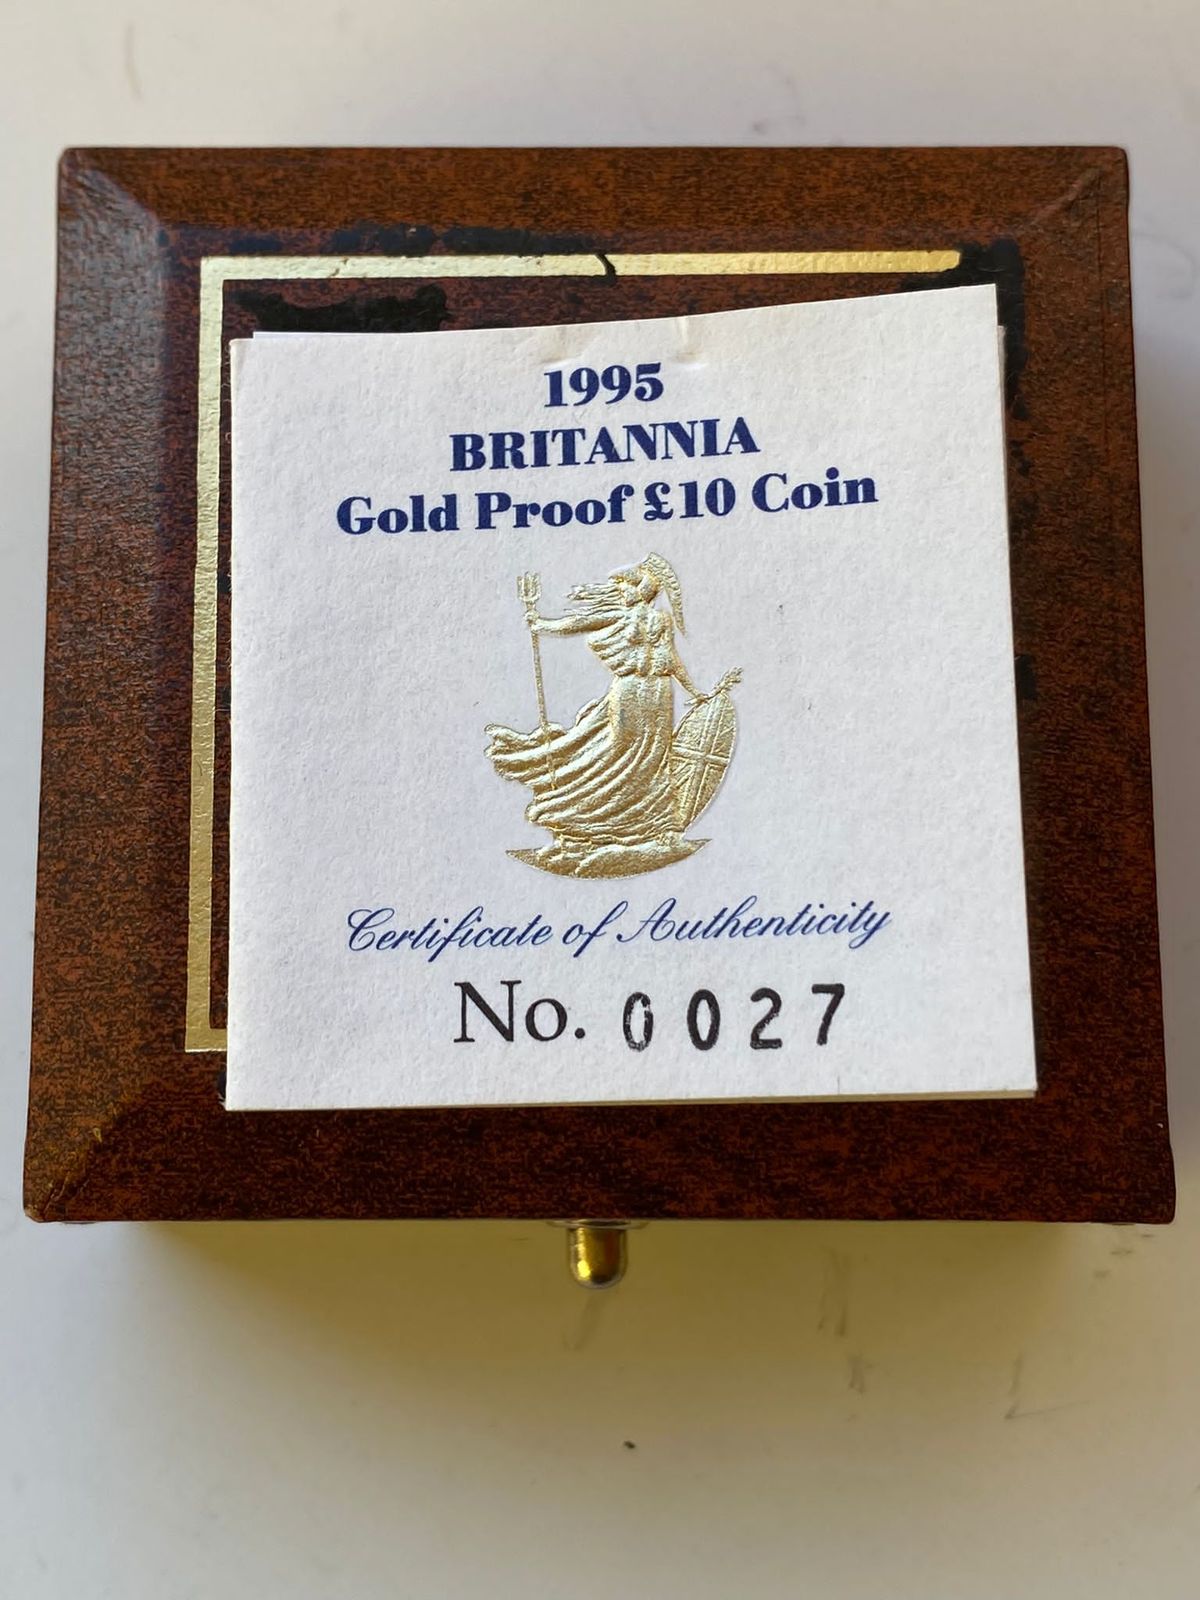 1995
BRITANNIA
Gold Proof £10 Coin
Certificate of Authenticity
No. 0027